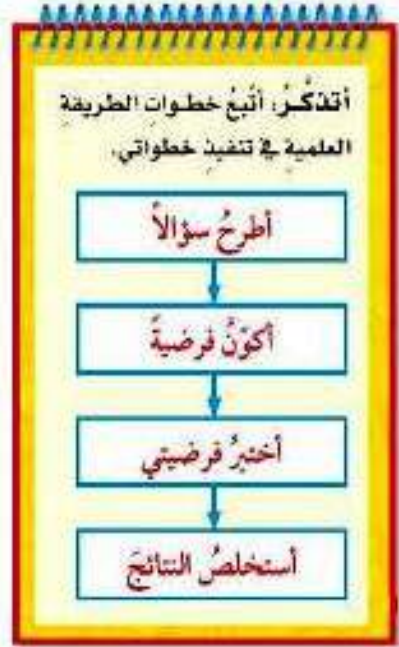 أتذكَّرُ، أتَّبعُ خطواتِ الطريقةِ
العلميةِ في تنفيذِ خطواتي.
أطرحُ سؤالاً
أكوّنُ فرضيةً
أختبرُ فرضيتي
أستخلصُ النتائجَ